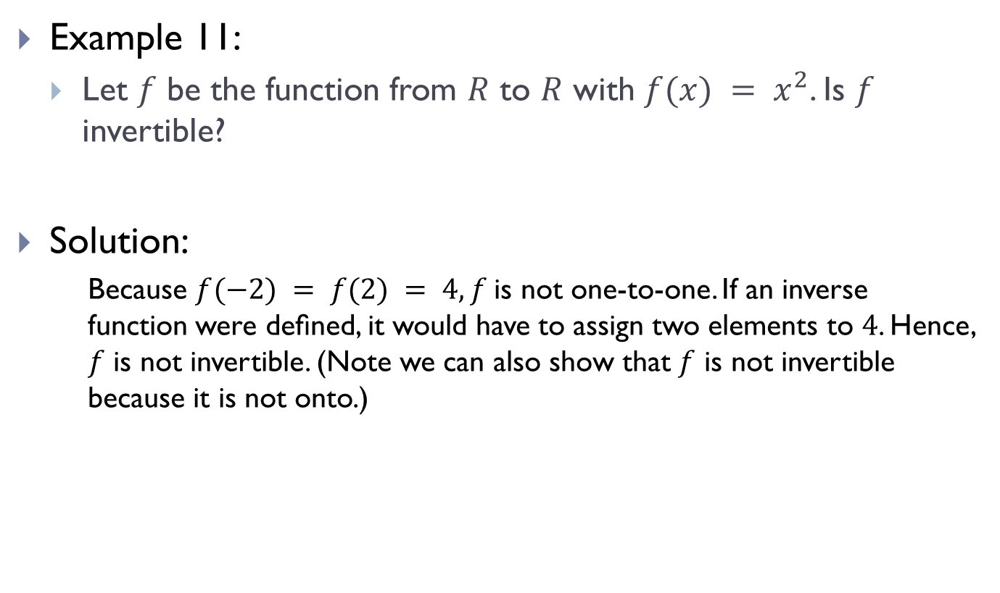 Example 11:
Let f be the function from R to R with f(x) = x². Is f
invertible?
Solution:
Because f(−2) = f(2) = 4, f is not one-to-one. If an inverse
function were defined, it would have to assign two elements to 4. Hence,
f is not invertible. (Note we can also show that f is not invertible
because it is not onto.)